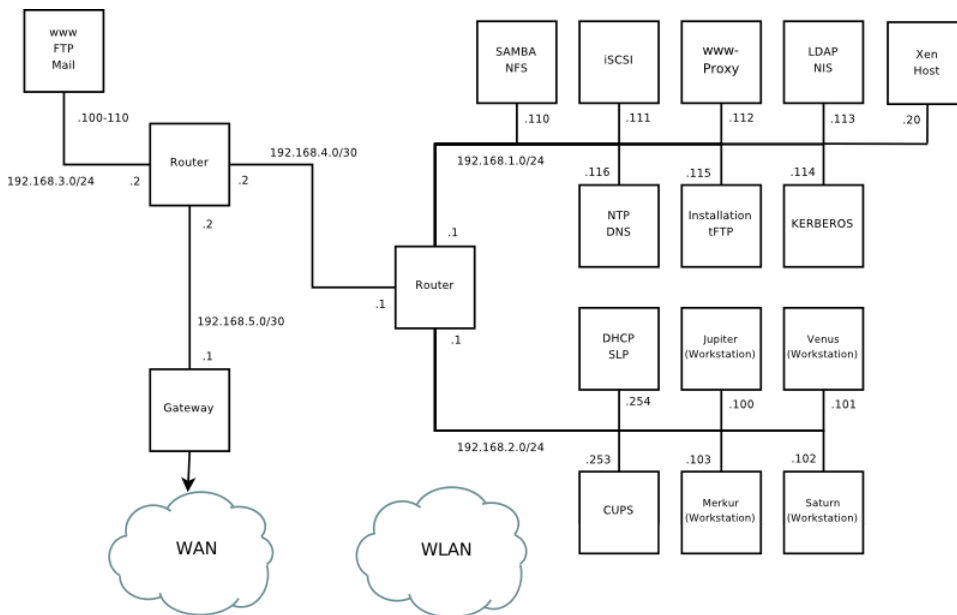 www
FTP
Mail
.100-110
192.168.3.0/24
.2
Router
.2
.2
192.168.4.0/30
192.168.5.0/30
.1
Gateway
WAN
WLAN
.1
Router
.1
.1
SAMBA
NFS
iSCSI
www-
Proxy
LDAP
NIS
Xen
Host
.110
.111
.112
.113
.20
192.168.1.0/24
.116
.115
.114
NTP
DNS
Installation
tFTP
KERBEROS
DHCP
SLP
Jupiter
(Workstation)
Venus
(Workstation)
.254
.100
.101
192.168.2.0/24
.253
.103
.102
CUPS
Merkur
(Workstation)
Saturn
(Workstation)